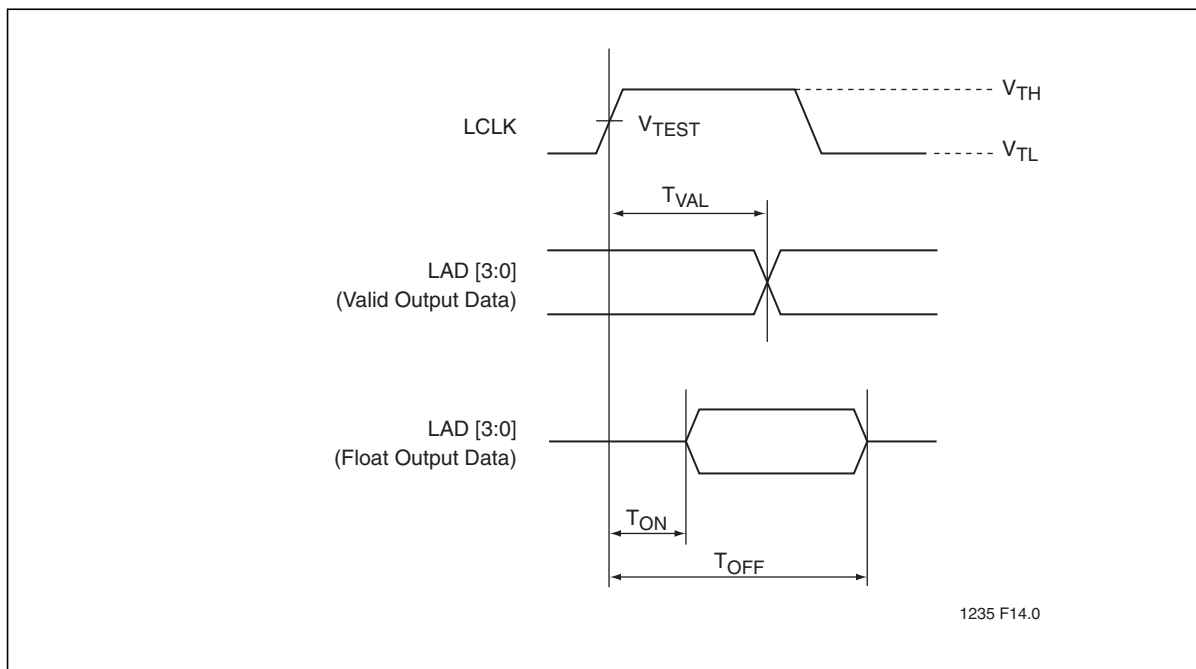 V_TH
LCLK
V_TEST
V_TL
T_VAL
LAD [3:0]
(Valid Output Data)
LAD [3:0]
(Float Output Data)
T_ON
T_OFF
1235 F14.0